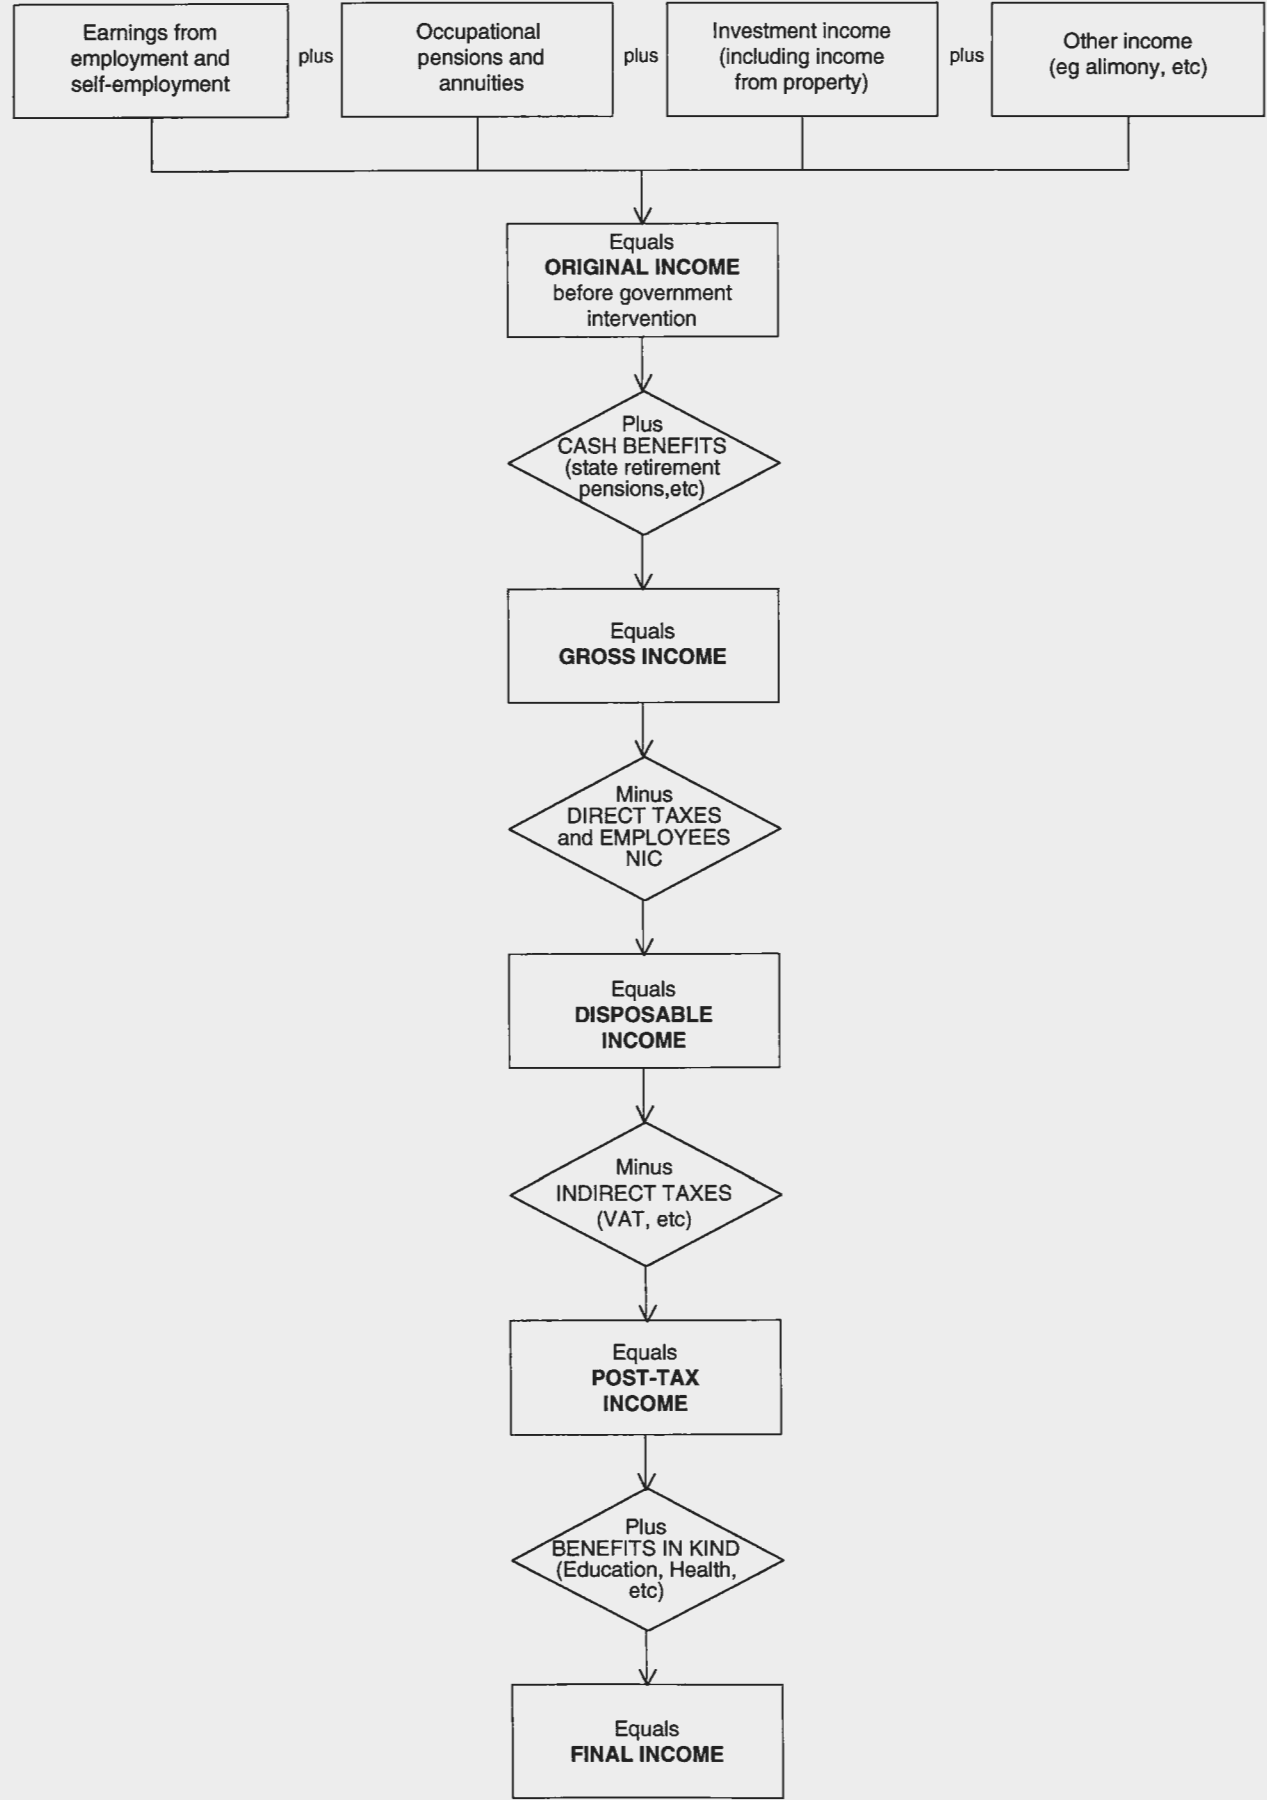 Earnings from
employment and
self-employment
plus
Occupational
pensions and
annuities
plus
Investment income
(including income
from property)
plus
Other income
(eg alimony, etc)
Equals
ORIGINAL INCOME
before government
intervention
Plus
CASH BENEFITS
(state retirement
pensions,etc)
Equals
GROSS INCOME
Minus
DIRECT TAXES
and EMPLOYEES
NIC
Equals
DISPOSABLE
INCOME
Minus
INDIRECT TAXES
(VAT, etc)
Equals
POST-TAX
INCOME
Plus
BENEFITS IN KIND
(Education, Health,
etc)
Equals
FINAL INCOME